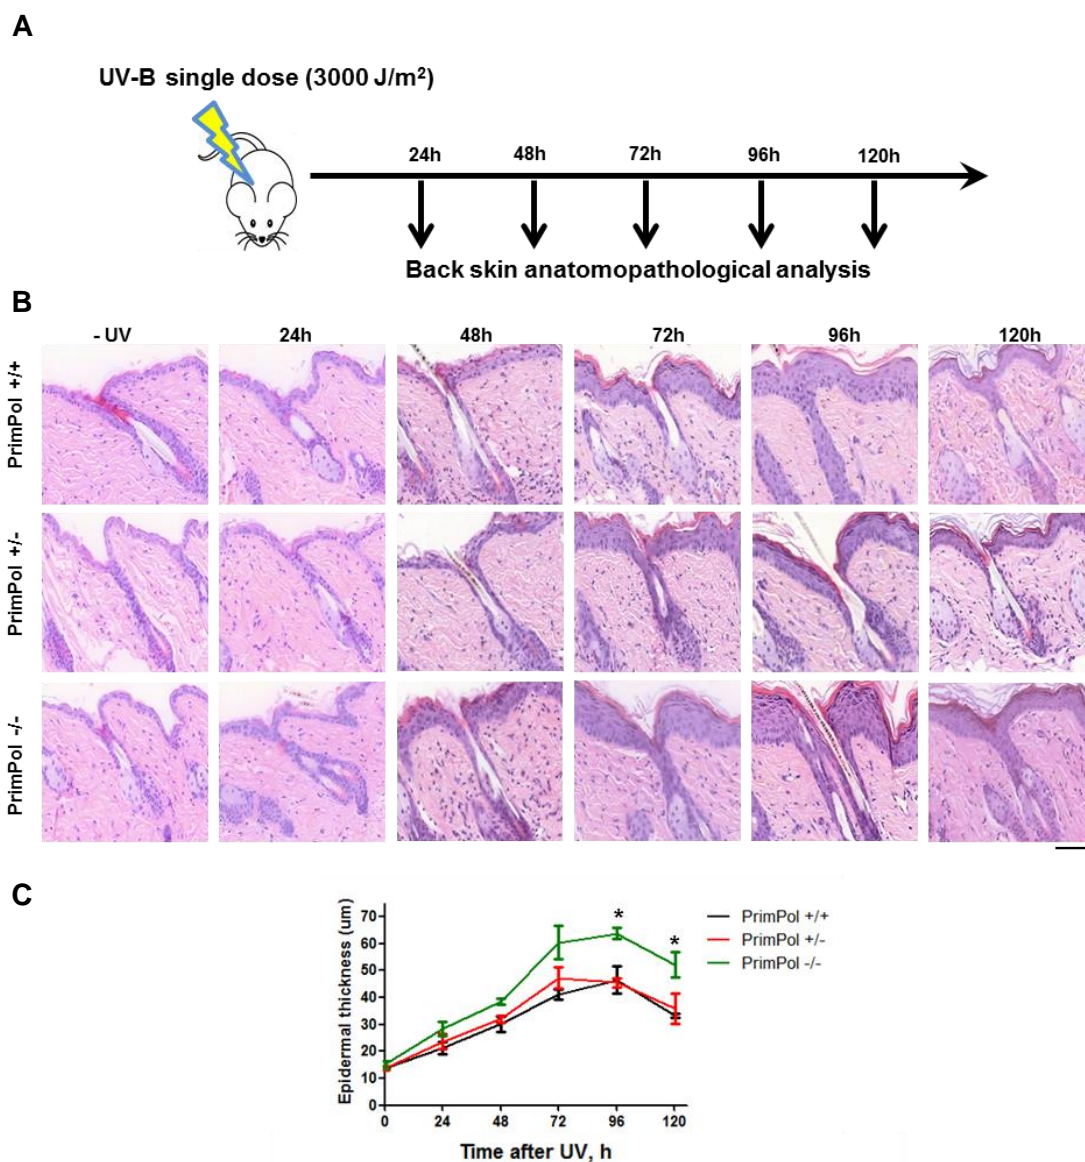 A
UV-B single dose (3000 J/m²)
24h 48h 72h 96h 120h
Back skin anatomopathological analysis
B
- UV 24h 48h 72h 96h 120h
PrimPol +/+
PrimPol +/-
PrimPol -/-
C
Epidermal thickness (um)
70
60
50
40
30
20
10
0
* *
0 24 48 72 96 120
Time after UV, h
PrimPol +/+
PrimPol +/-
PrimPol -/-